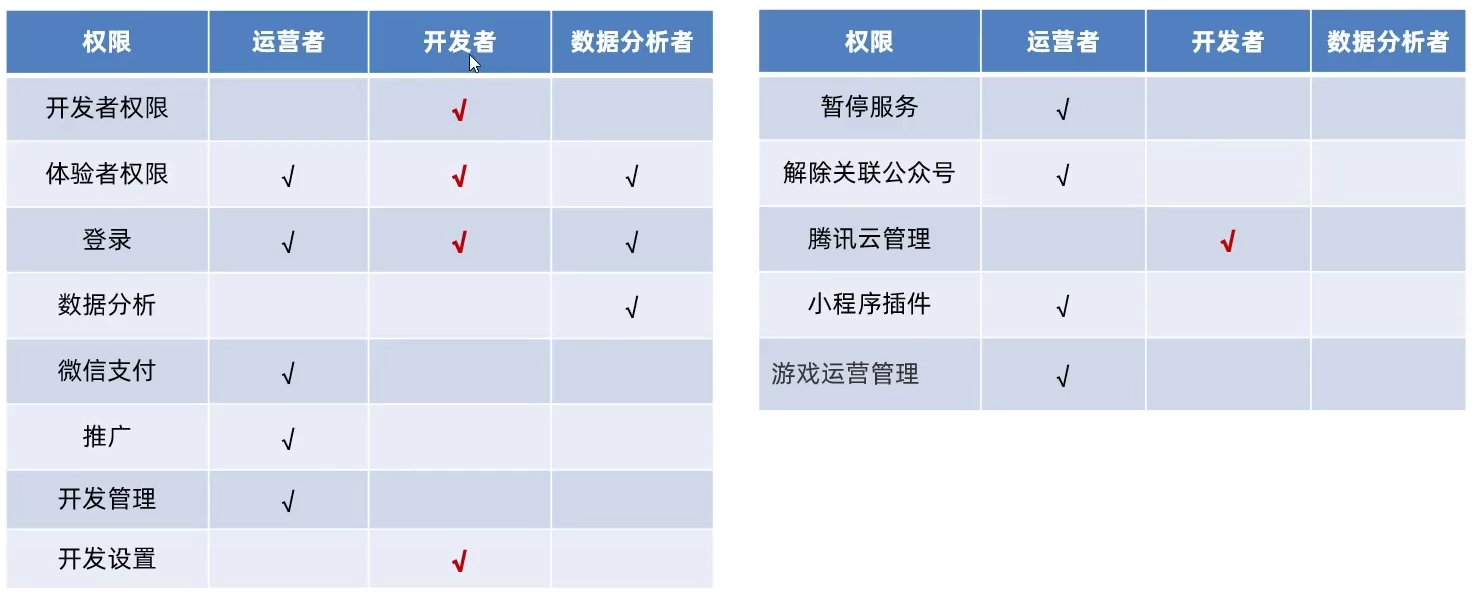 权限 运营者 开发者 数据分析者
开发者权限 √
体验者权限 √ √ √
登录 √ √ √
数据分析 √
微信支付 √
推广 √
开发管理 √
开发设置 √
权限 运营者 开发者 数据分析者
暂停服务 √
解除关联公众号 √
腾讯云管理 √
小程序插件 √
游戏运营管理 √